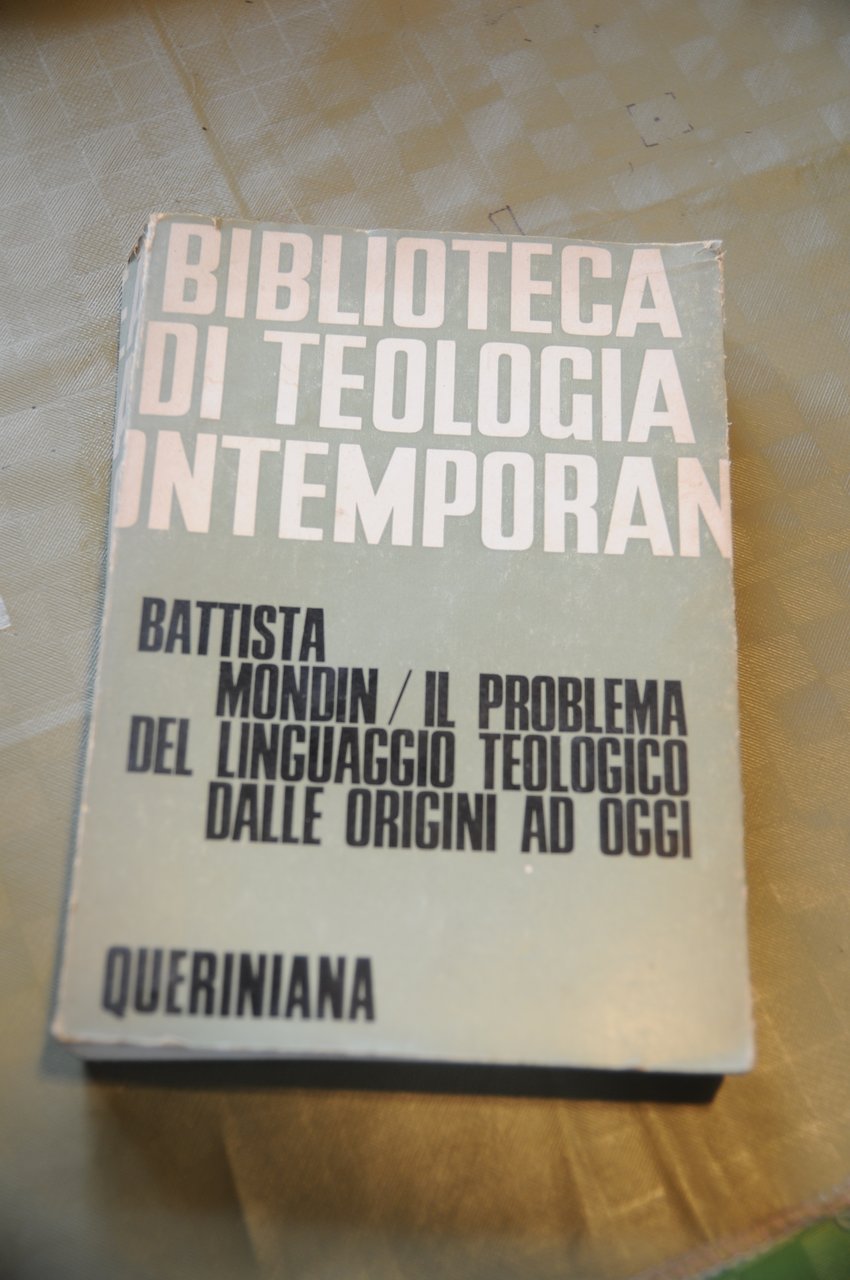 BIBLIOTECA
DI TEOLOGIA
ONTEMPORAN
BATTISTA
MONDIN / IL PROBLEMA
DEL LINGUAGGIO TEOLOGICO
DALLE ORIGINI AD OGGI
QUERINIANA